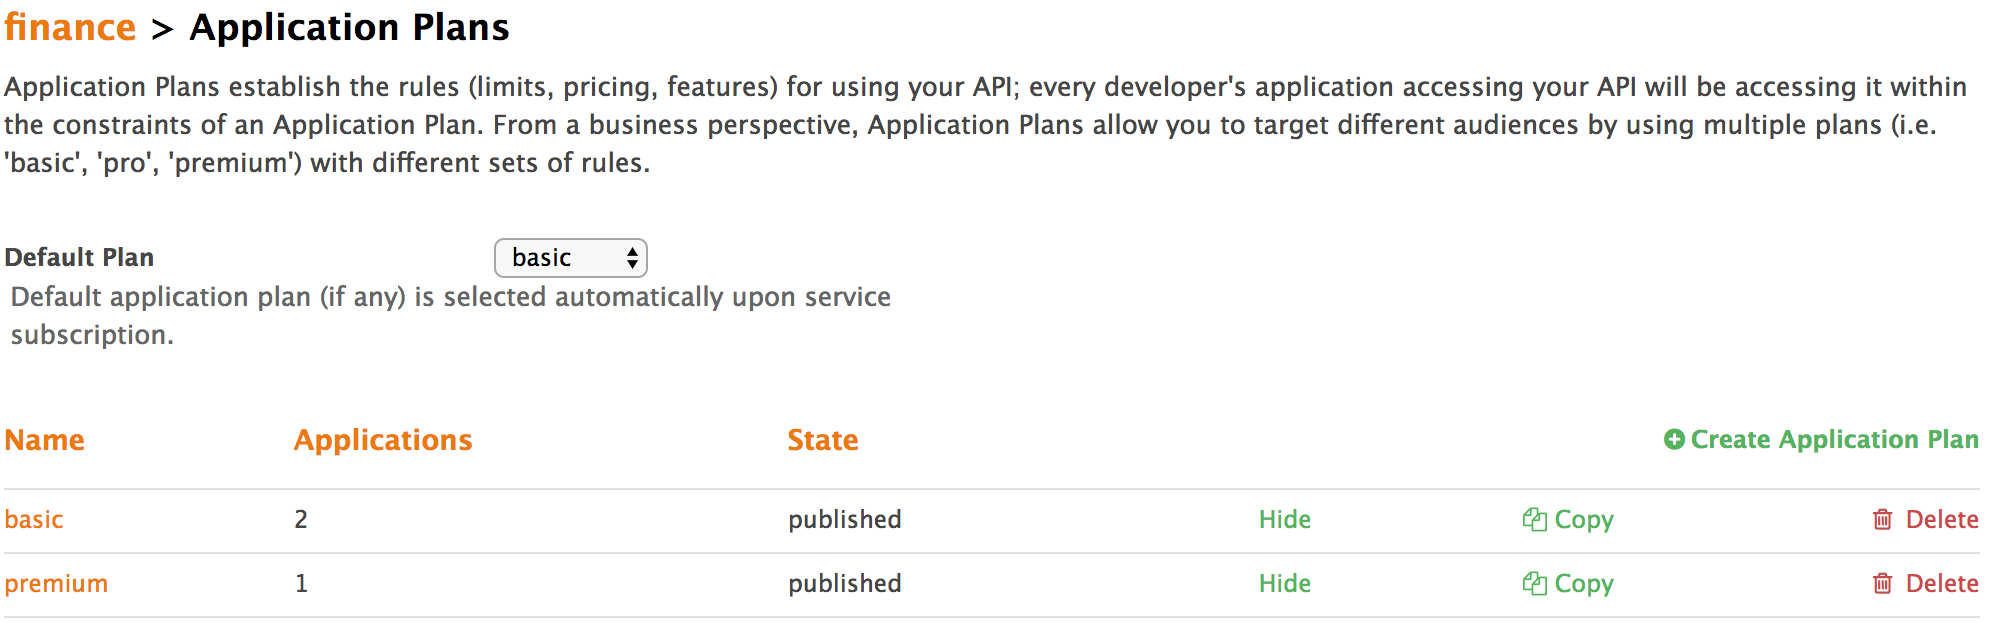 finance > Application Plans
Application Plans establish the rules (limits, pricing, features) for using your API; every developer's application accessing your API will be accessing it within
the constraints of an Application Plan. From a business perspective, Application Plans allow you to target different audiences by using multiple plans (i.e.
'basic', 'pro', 'premium') with different sets of rules.
Default Plan basic
Default application plan (if any) is selected automatically upon service
subscription.
Name Applications State Create Application Plan
basic 2 published Hide Copy Delete
premium 1 published Hide Copy Delete